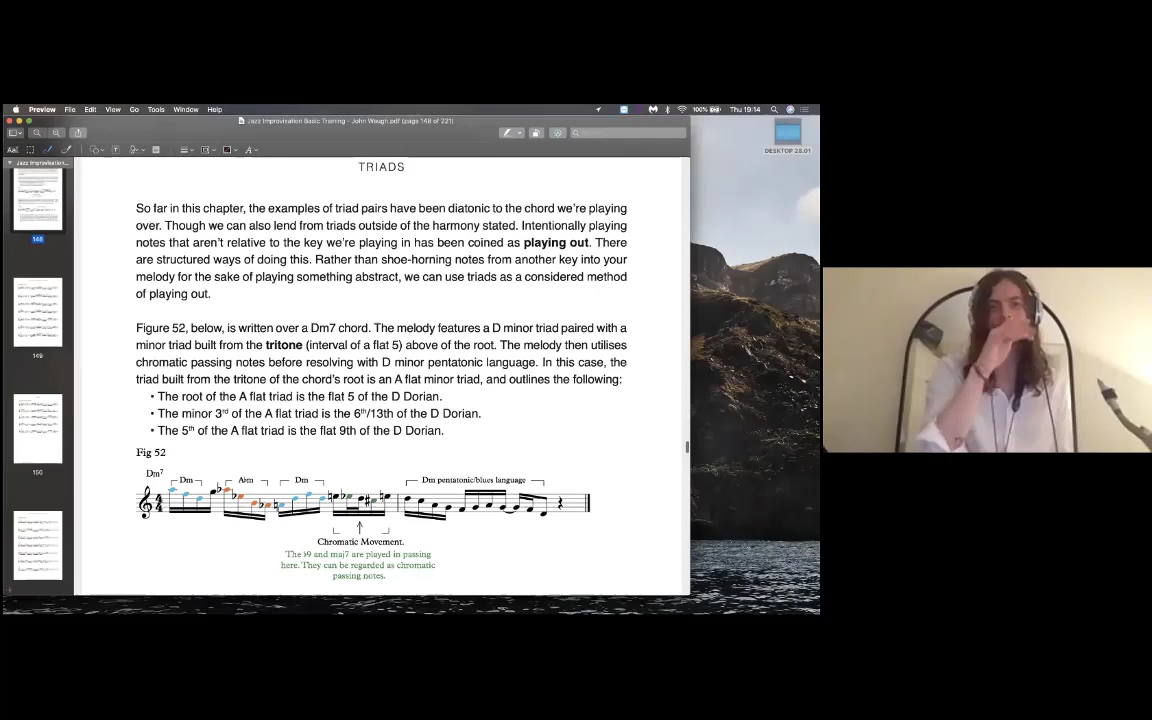 Preview File Edit View Go Tools Window Help 100% Thu 19:14
Jazz Improvisation Basic Training - John Waugh.pdf (page 148 of 221)
DESKTOP 28.01
Jazz Improvisation...
148
149
150
TRIADS
So far in this chapter, the examples of triad pairs have been diatonic to the chord we're playing
over. Though we can also lend from triads outside of the harmony stated. Intentionally playing
notes that aren't relative to the key we're playing in has been coined as playing out. There
are structured ways of doing this. Rather than shoe-horning notes from another key into your
melody for the sake of playing something abstract, we can use triads as a considered method
of playing out.
Figure 52, below, is written over a Dm7 chord. The melody features a D minor triad paired with a
minor triad built from the tritone (interval of a flat 5) above of the root. The melody then utilises
chromatic passing notes before resolving with D minor pentatonic language. In this case, the
triad built from the tritone of the chord's root is an A flat minor triad, and outlines the following:
• The root of the A flat triad is the flat 5 of the D Dorian.
• The minor 3rd of the A flat triad is the 6th/13th of the D Dorian.
• The 5th of the A flat triad is the flat 9th of the D Dorian.
Fig 52
Dm7
Dm A♭m Dm Dm pentatonic/blues language
4
4
Chromatic Movement.
The ♭9 and maj7 are played in passing
here. They can be regarded as chromatic
passing notes.